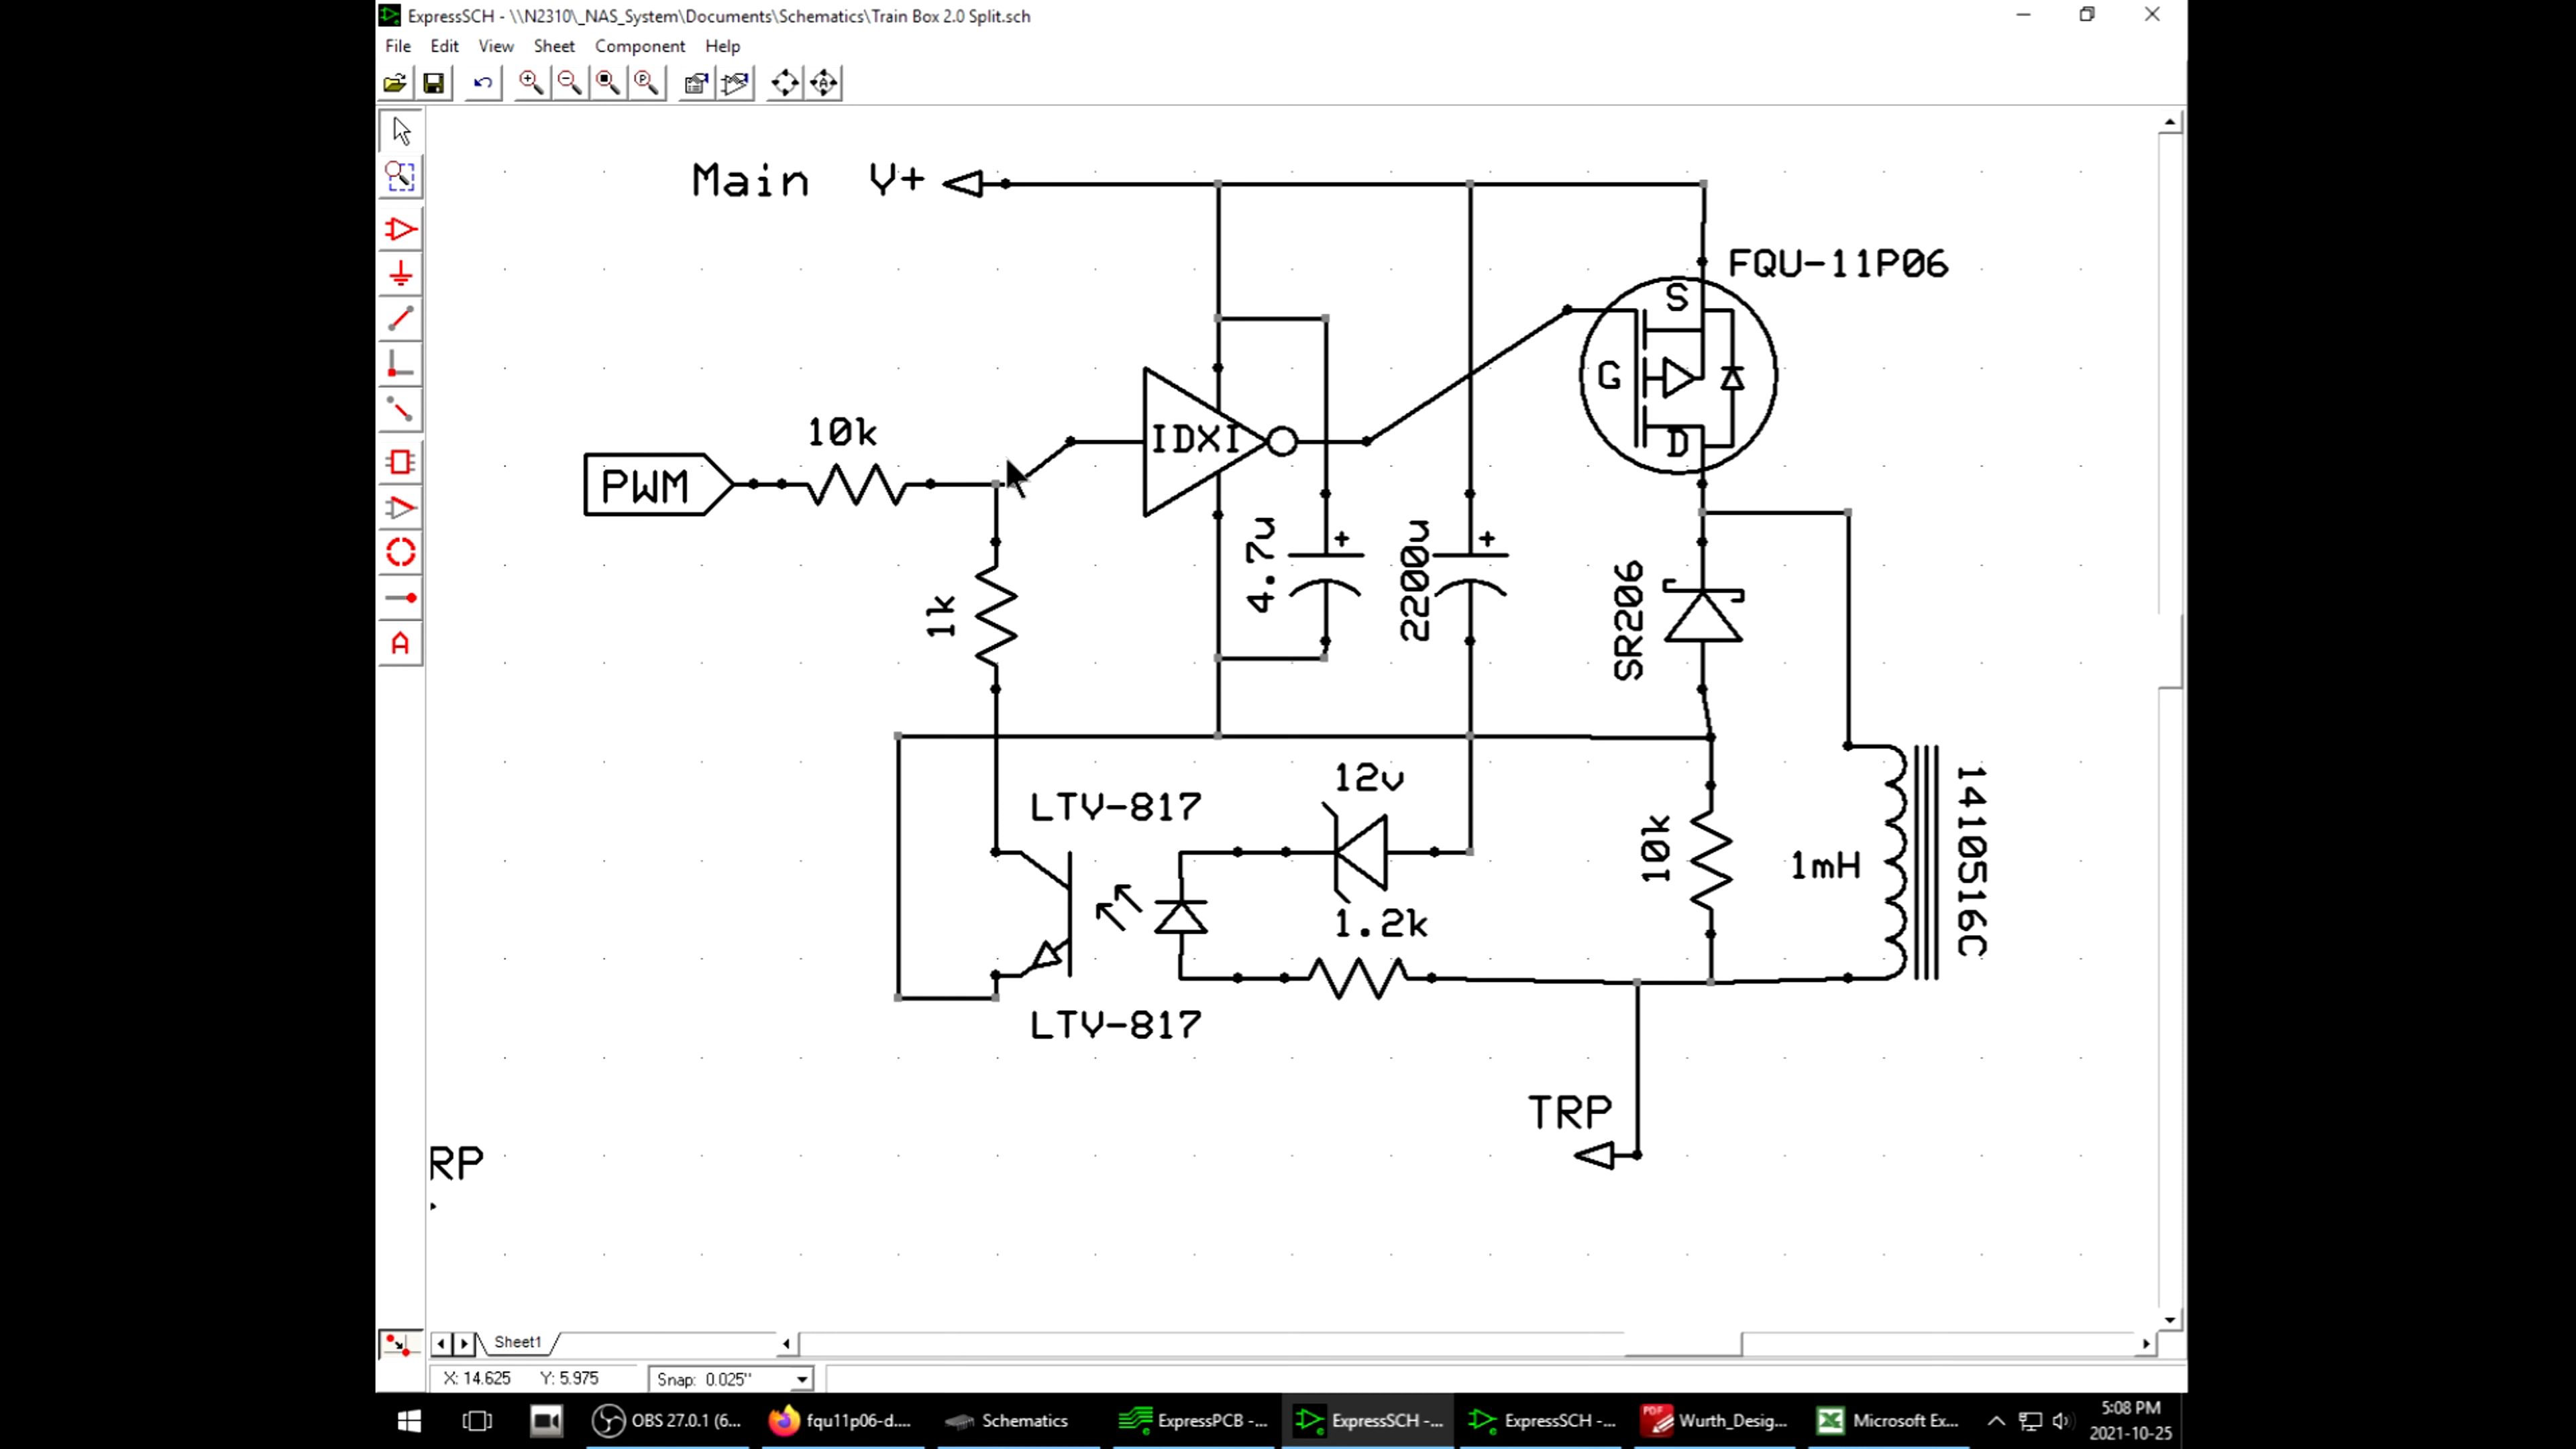 ExpressSCH - \\N2310\_NAS_System\Documents\Schematics\Train Box 2.0 Split.sch
File Edit View Sheet Component Help
Main V+
FQU-11P06
S
G
D
IDXI
10k
PWM
1k
4.7u
+
2200u
+
SR206
12v
LTV-817
10k
1mH
1410516C
1.2k
LTV-817
TRP
RP
A
Sheet1
X: 14.625 Y: 5.975 Snap: 0.025"
OBS 27.0.1 (6... fqu11p06-d.... Schematics ExpressPCB -... ExpressSCH -... ExpressSCH -... Wurth_Desig... Microsoft Ex... 5:08 PM
2021-10-25